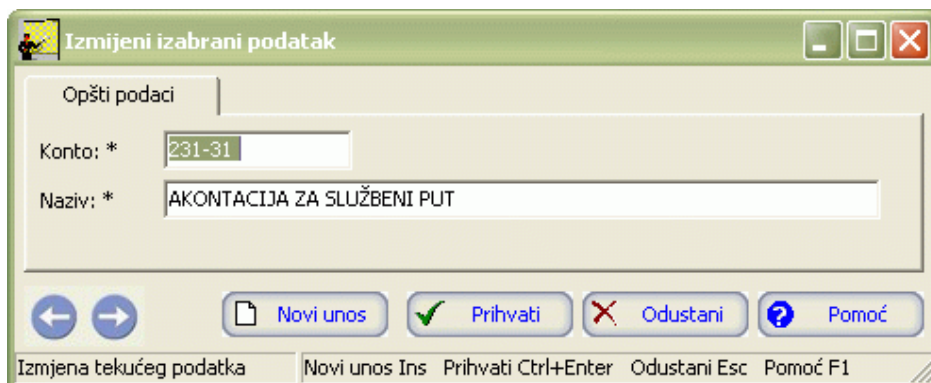 Izmijeni izabrani podatak
Opšti podaci
Konto: * 231-31
Naziv: * AKONTACIJA ZA SLUŽBENI PUT
Novi unos Prihvati Odustani Pomoć
Izmjena tekućeg podatka Novi unos Ins Prihvati Ctrl+Enter Odustani Esc Pomoć F1